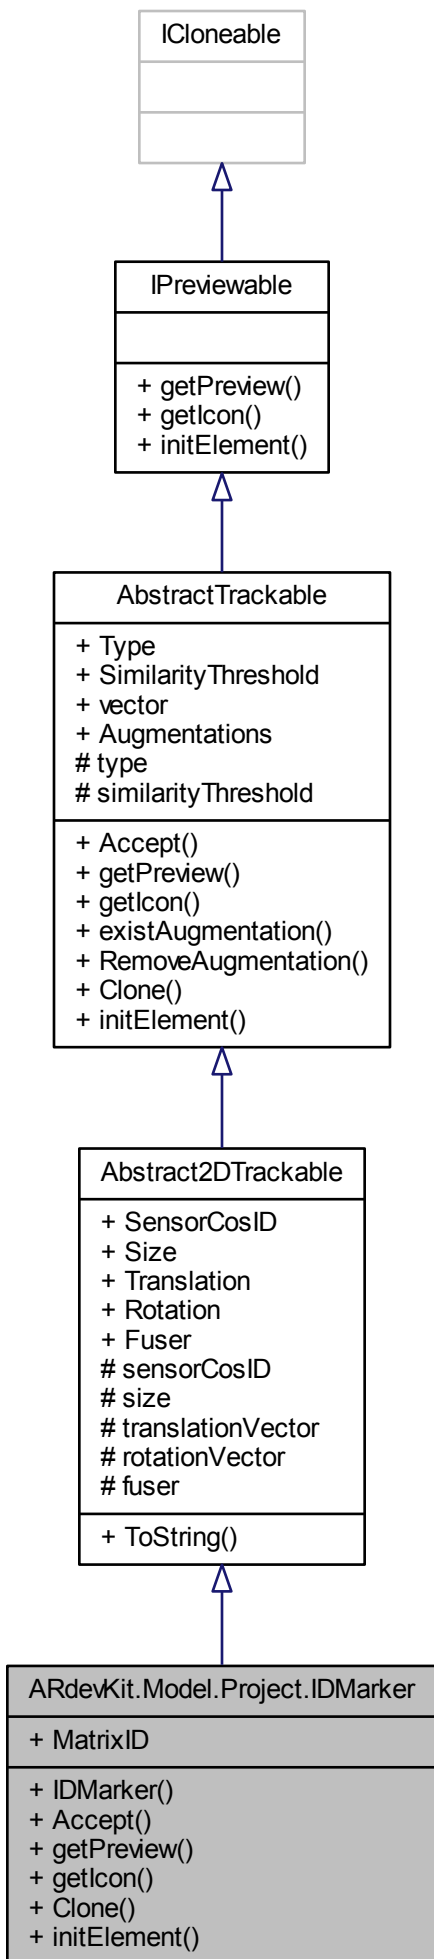 ICloneable
IPreviewable
+ getPreview()
+ getIcon()
+ initElement()
AbstractTrackable
+ Type
+ SimilarityThreshold
+ vector
+ Augmentations
# type
# similarityThreshold
+ Accept()
+ getPreview()
+ getIcon()
+ existAugmentation()
+ RemoveAugmentation()
+ Clone()
+ initElement()
Abstract2DTrackable
+ SensorCosID
+ Size
+ Translation
+ Rotation
+ Fuser
# sensorCosID
# size
# translationVector
# rotationVector
# fuser
+ ToString()
ARdevKit.Model.Project.IDMarker
+ MatrixID
+ IDMarker()
+ Accept()
+ getPreview()
+ getIcon()
+ Clone()
+ initElement()